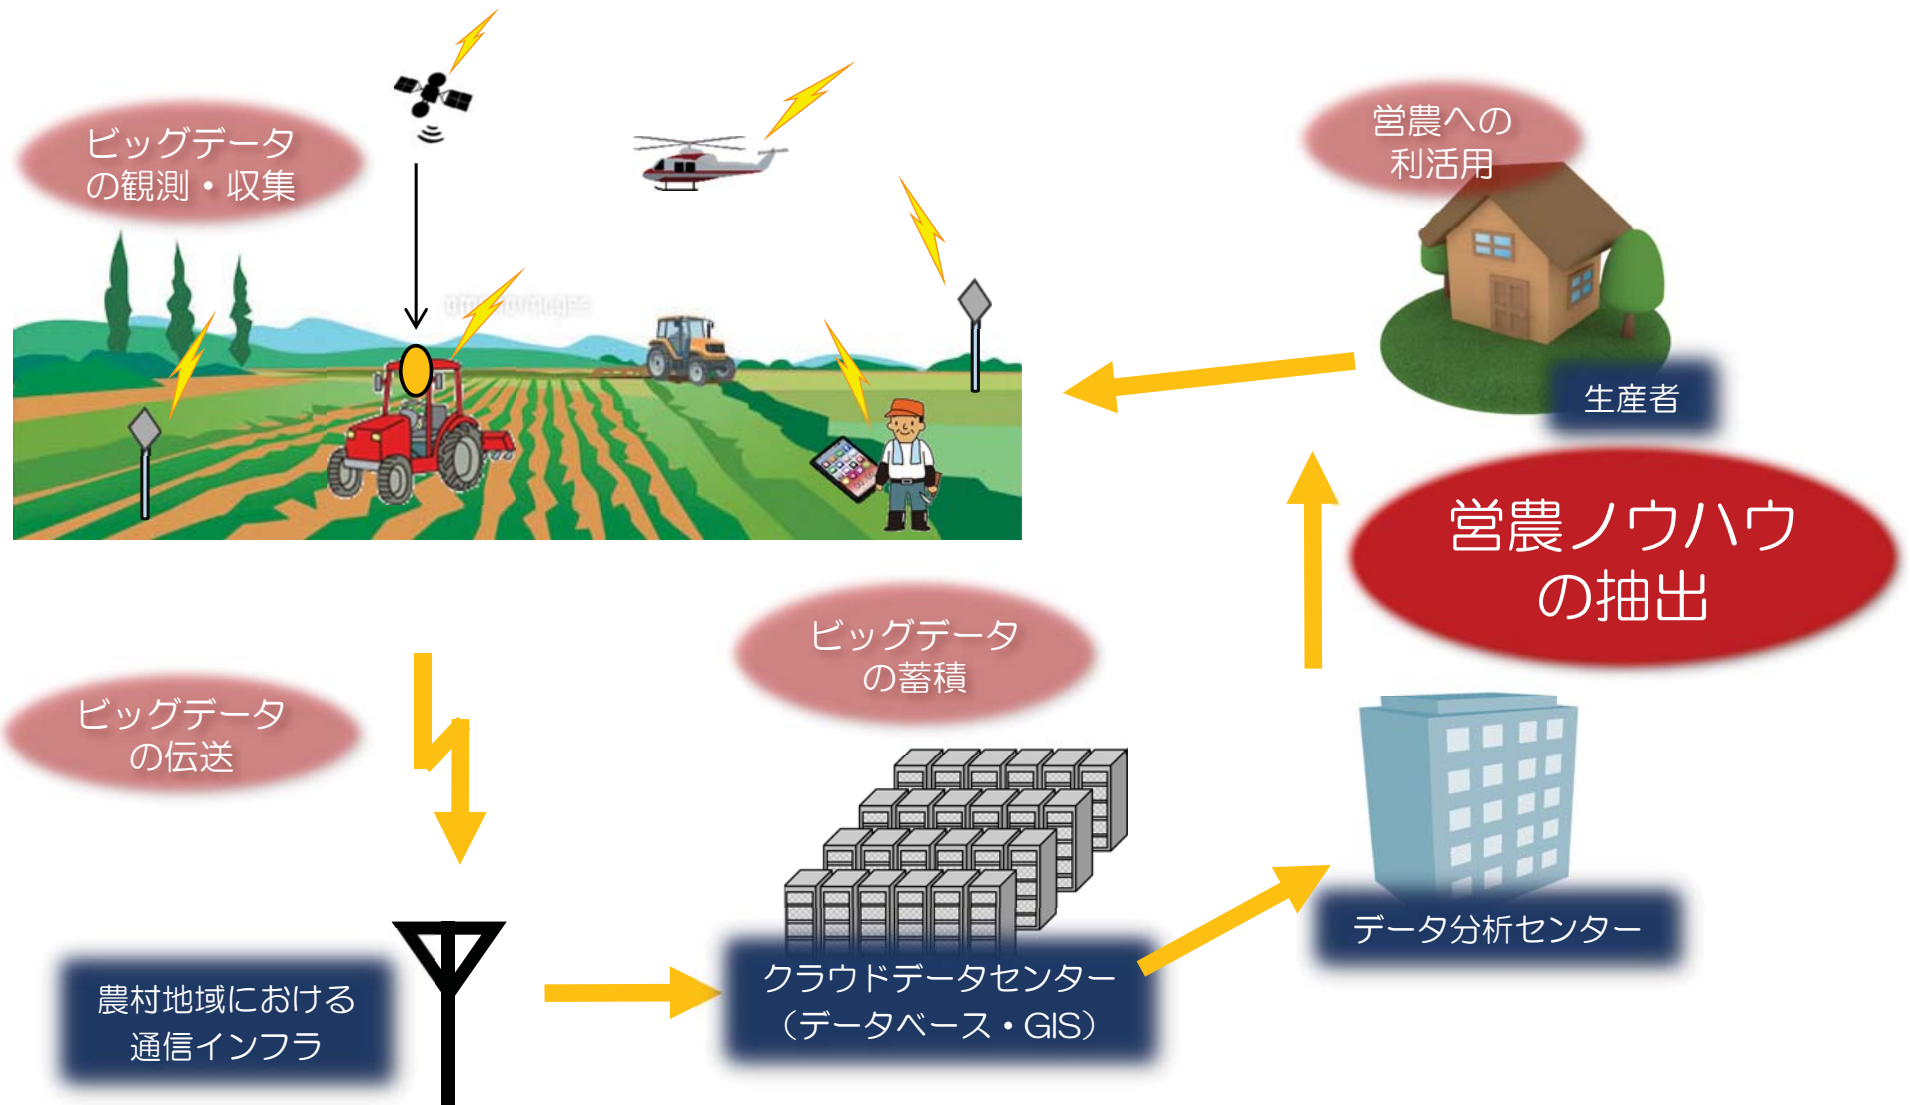 ビッグデータ
の観測・収集
営農への
利活用
生産者
営農ノウハウ
の抽出
ビッグデータ
の蓄積
ビッグデータ
の伝送
データ分析センター
クラウドデータセンター
（データベース・GIS）
農村地域における
通信インフラ